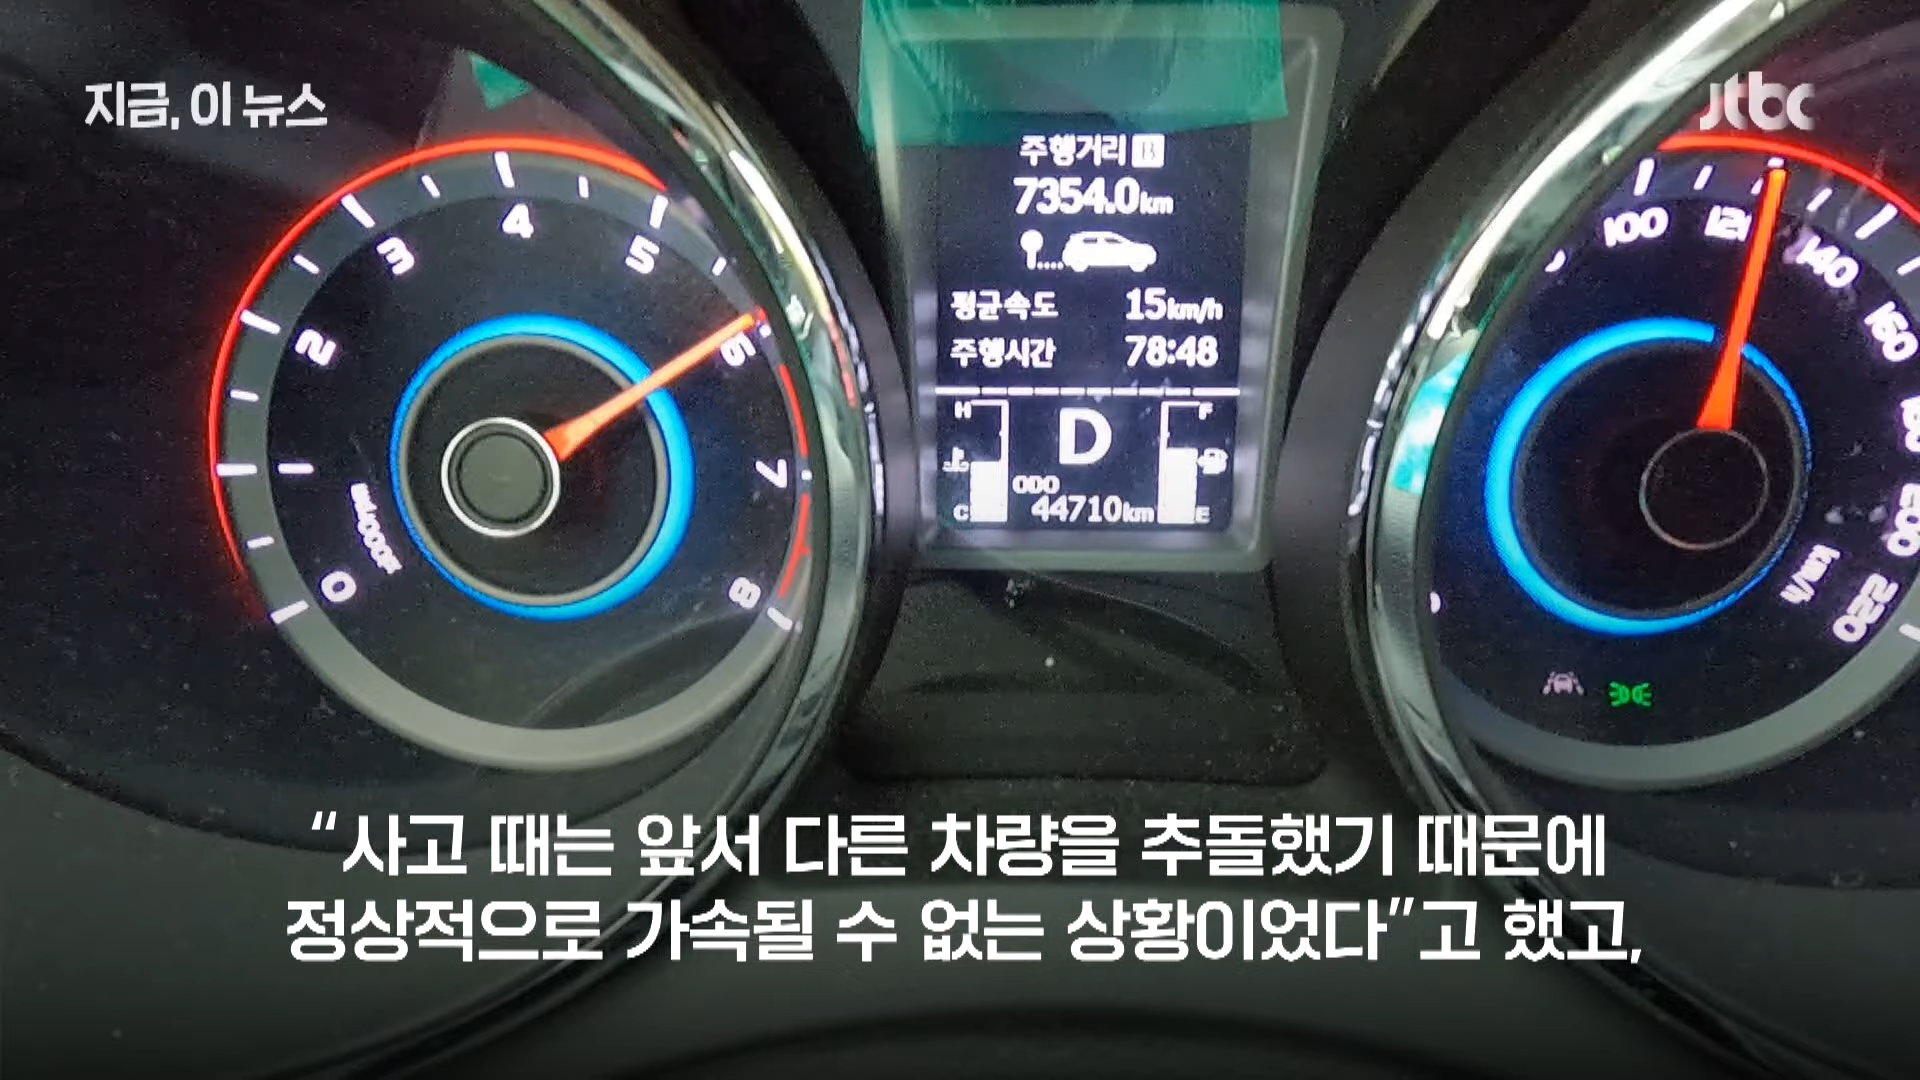 지금, 이 뉴스
jtbc
주행거리 B
7354.0km
평균속도 15km/h
주행시간 78:48
H
F
D
ODO
C
44710km
E
0
2
3
4
5
6
7
8
x1000rpm
100
120
140
160
180
200
220
km/h
“사고 때는 앞서 다른 차량을 추돌했기 때문에
정상적으로 가속될 수 없는 상황이었다”고 했고,